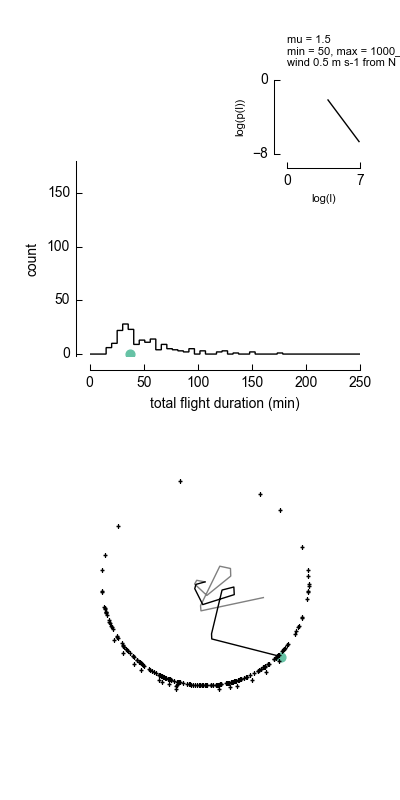 mu = 1.5
min = 50, max = 1000_
wind 0.5 m s-1 from N
0
log(p(l))
−8
0 7
log(l)
150
100
50
0
count
0 50 100 150 200 250
total flight duration (min)